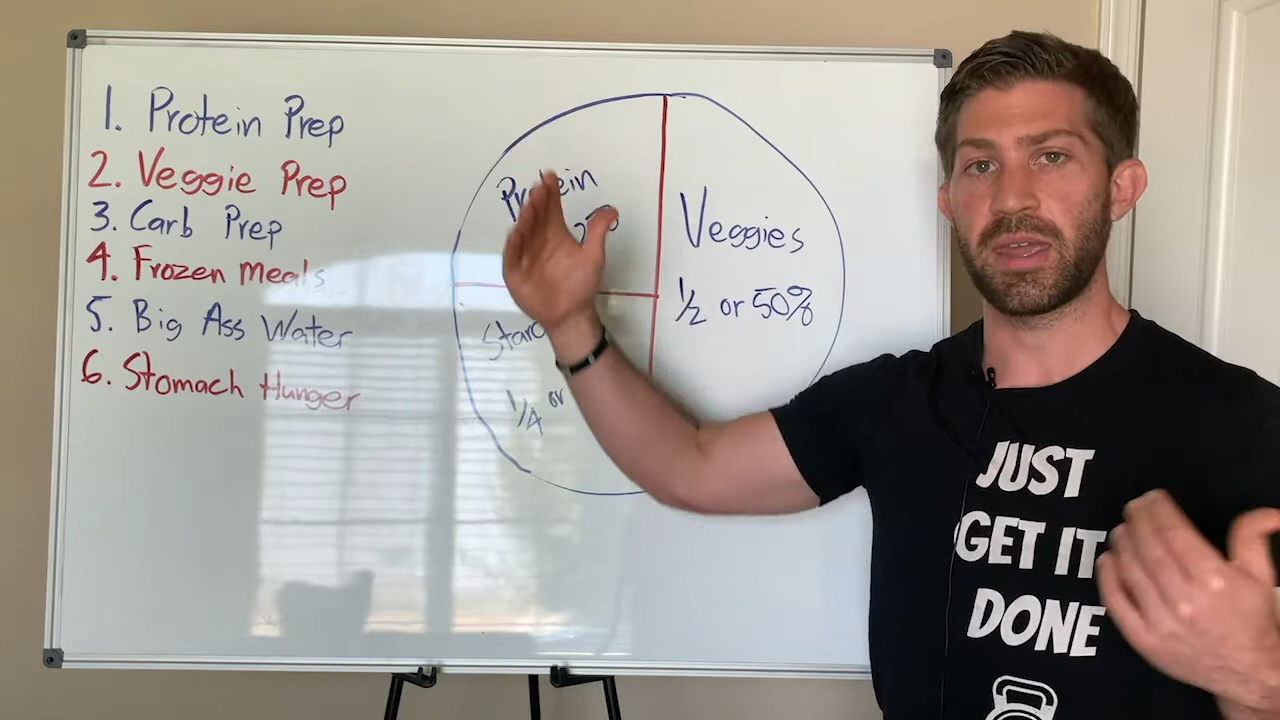 1. Protein Prep
2. Veggie Prep
3. Carb Prep
4. Frozen Meals
5. Big Ass Water
6. Stomach Hunger
Protein
Veggies
1/2 or 50%
1/4 or
JUST
GET IT
DONE